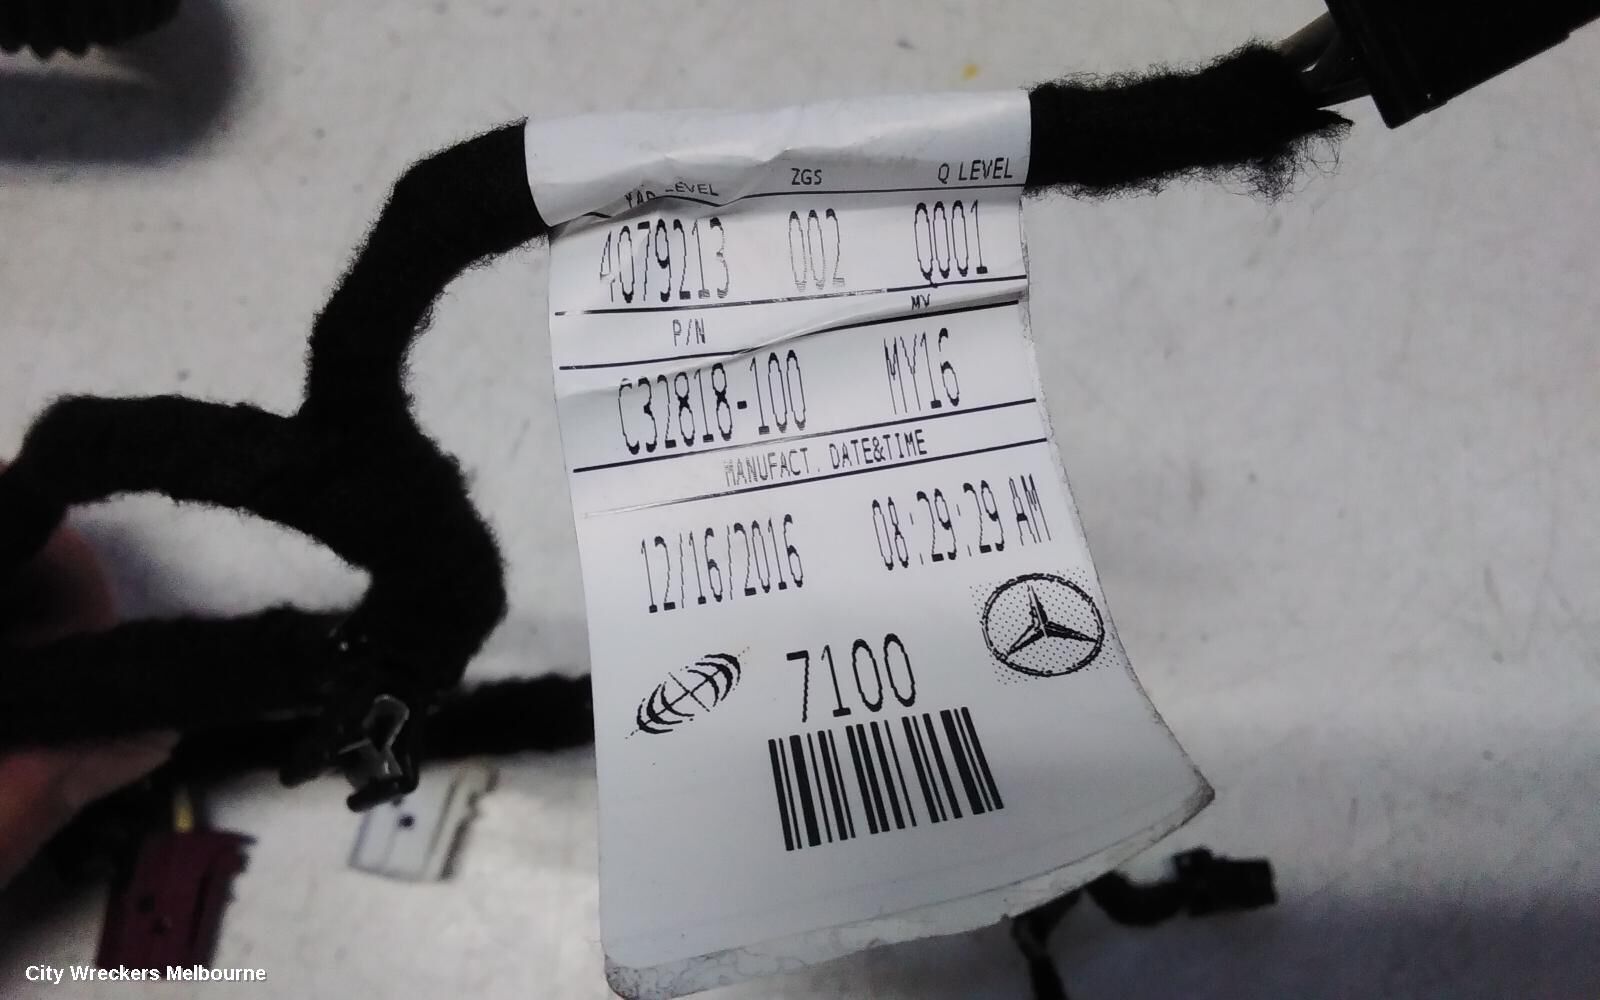 LEVEL ZGS Q LEVEL
4079213 002 Q001
P/N MY
C32818-100 MY16
MANUFACT. DATE&TIME
12/16/2016 08:29:29 AM
7100
City Wreckers Melbourne